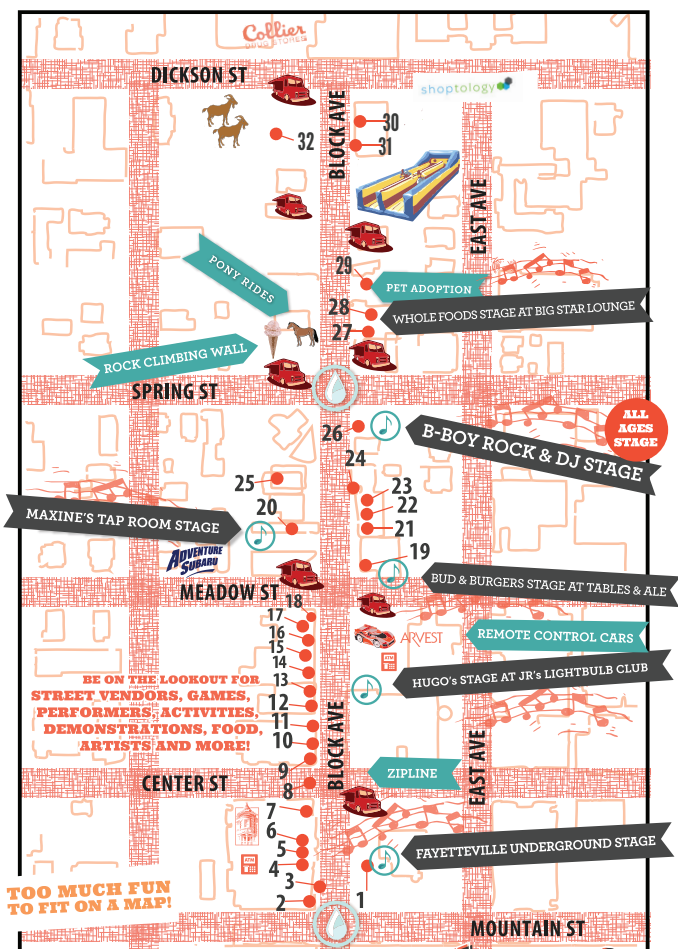 Collier
DRUG STORES
DICKSON ST
shoptology
BLOCK AVE
30
31
32
EAST AVE
29
PONY RIDES
PET ADOPTION
28
WHOLE FOODS STAGE AT BIG STAR LOUNGE
27
ROCK CLIMBING WALL
SPRING ST
ALL
AGES
STAGE
26
B-BOY ROCK & DJ STAGE
24
25
23
22
20
21
MAXINE'S TAP ROOM STAGE
19
ADVENTURE
SUBARU
BUD & BURGERS STAGE AT TABLES & ALE
MEADOW ST
18
17
16
ARVEST
REMOTE CONTROL CARS
15
14
ATM
HUGO's STAGE AT JR's LIGHTBULB CLUB
13
BE ON THE LOOKOUT FOR
STREET VENDORS, GAMES,
PERFORMERS, ACTIVITIES,
DEMONSTRATIONS, FOOD,
ARTISTS AND MORE!
12
11
10
BLOCK AVE
EAST AVE
9
ZIPLINE
CENTER ST
8
7
6
5
FAYETTEVILLE UNDERGROUND STAGE
ATM
4
3
TOO MUCH FUN
TO FIT ON A MAP!
2
1
MOUNTAIN ST